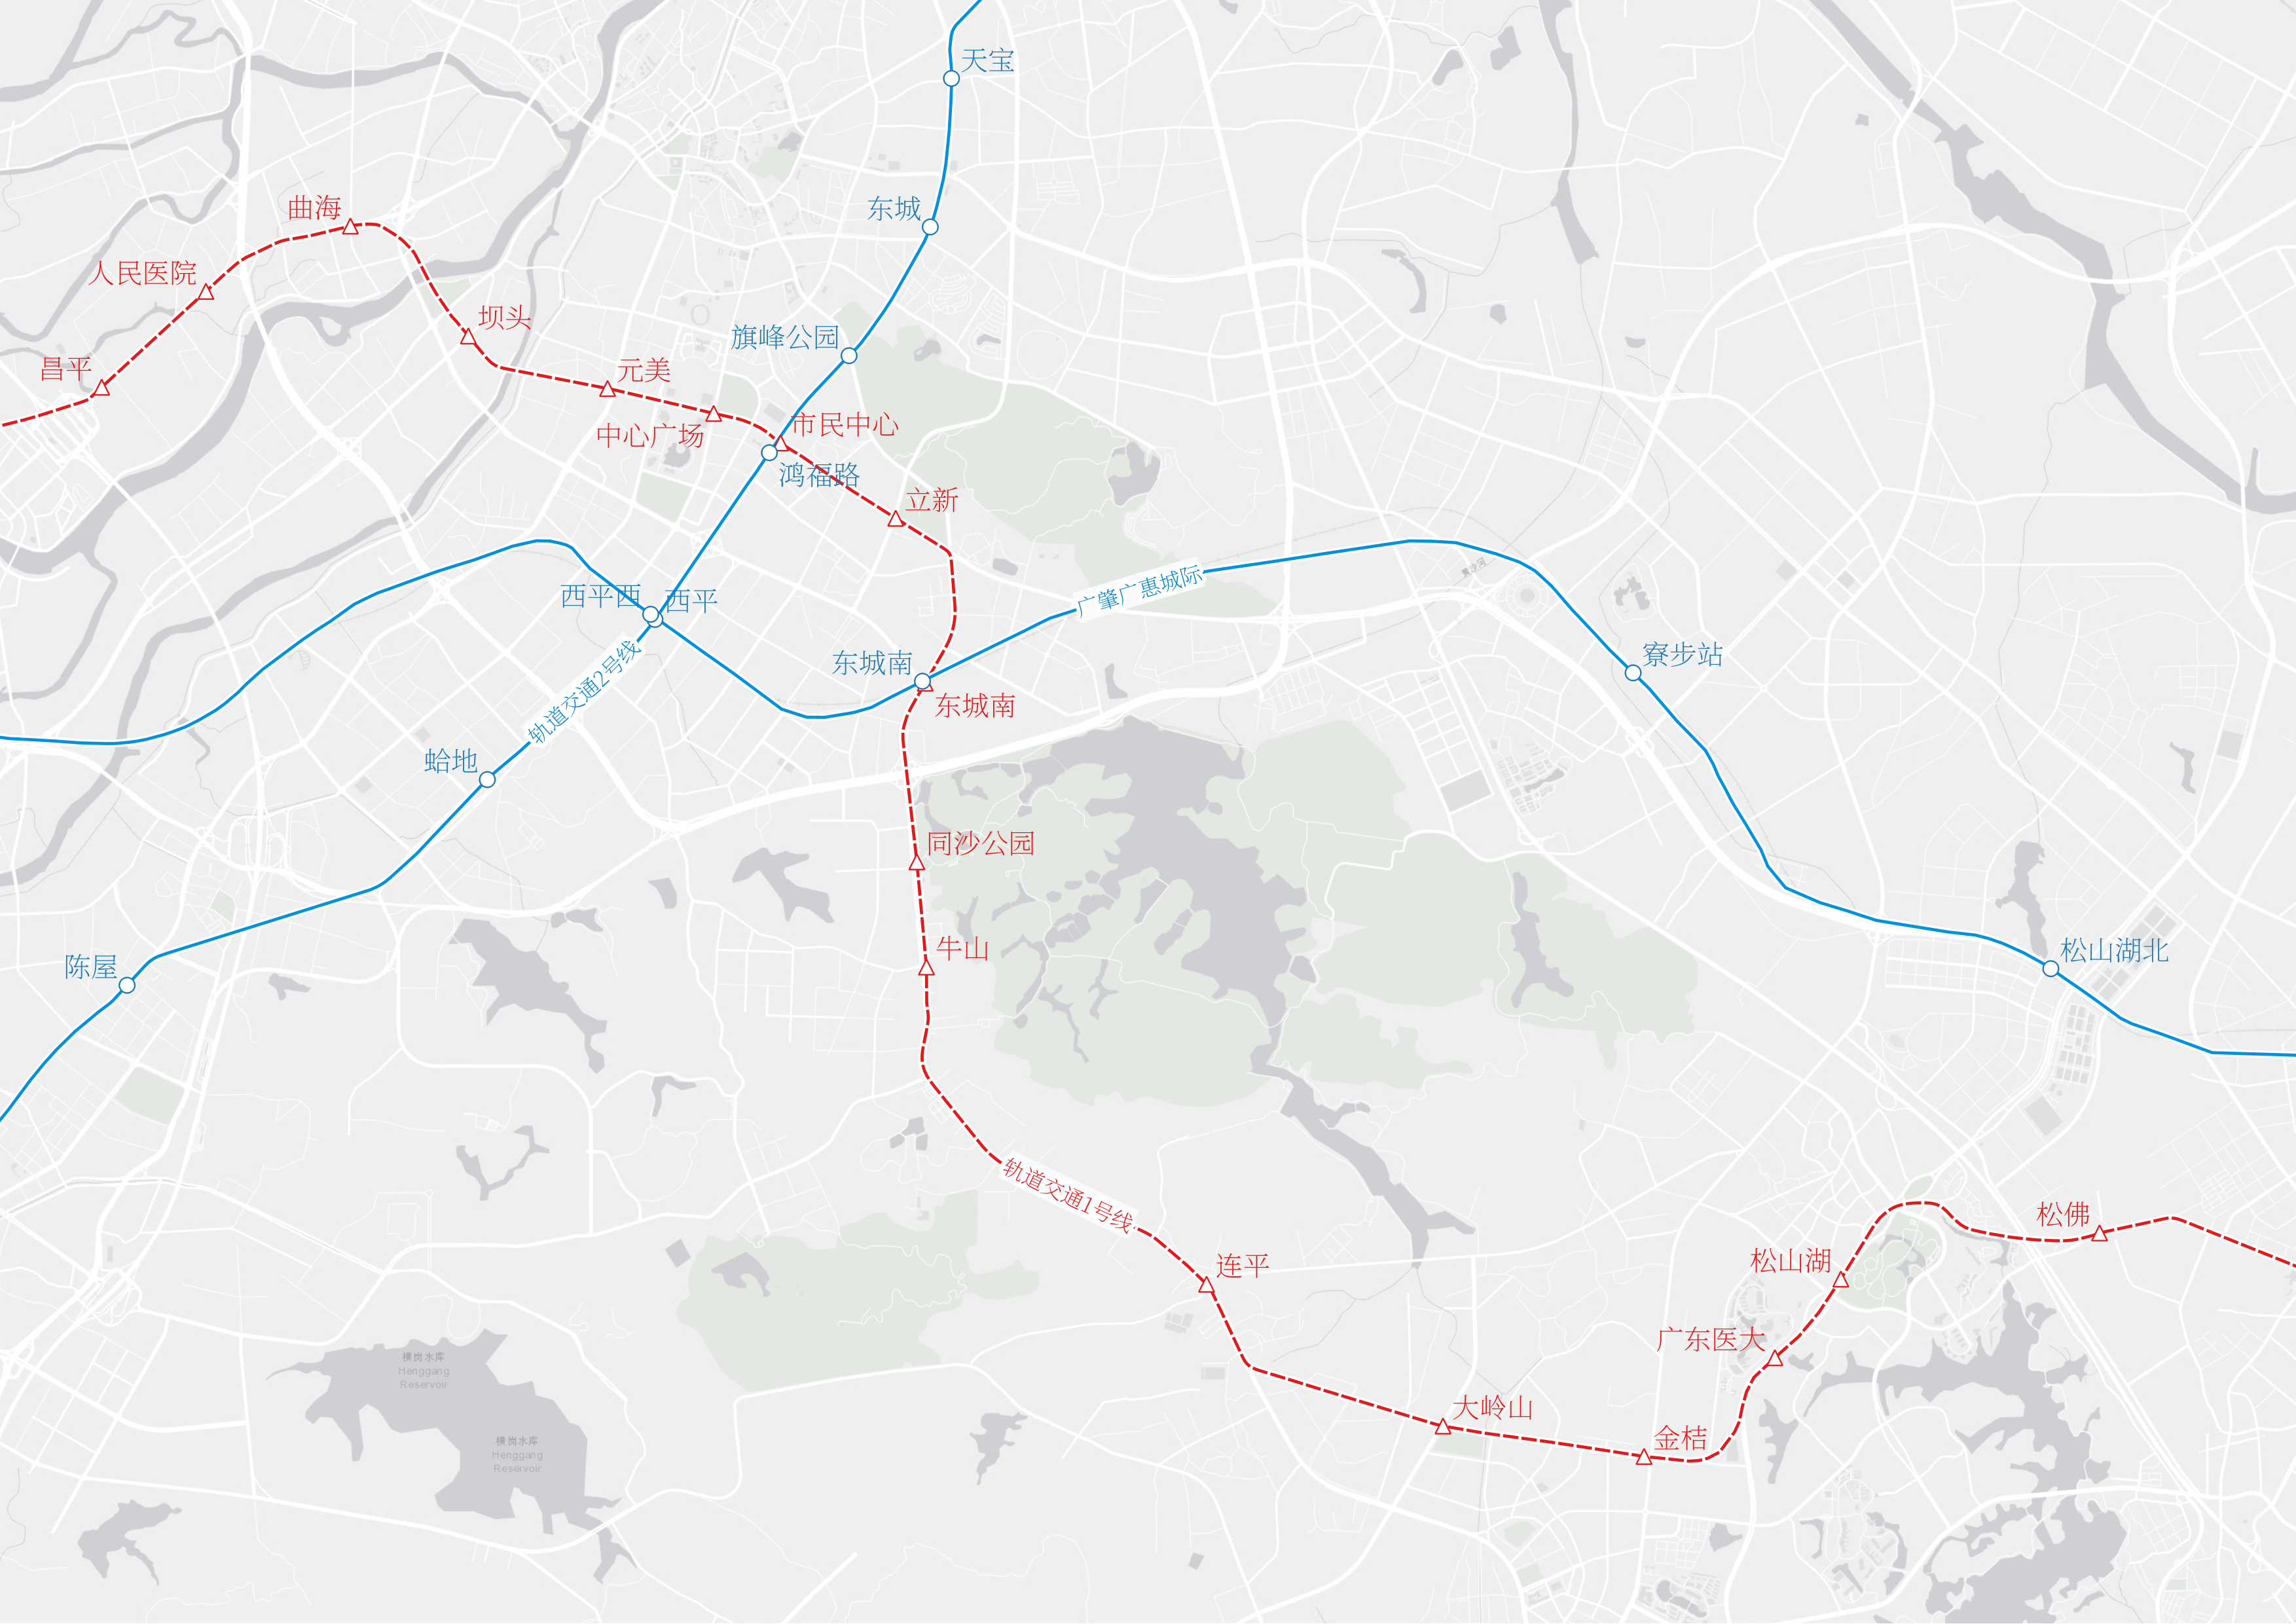 天宝
东城
曲海
人民医院
坝头
旗峰公园
昌平
元美
市民中心
中心广场
鸿福路
立新
广肇广惠城际
西平西
西平
轨道交通2号线
东城南
东城南
寮步站
蛤地
同沙公园
牛山
松山湖北
陈屋
轨道交通1号线
松佛
连平
松山湖
广东医大
横岗水库
Henggang
Reservoir
大岭山
金桔
横岗水库
Henggang
Reservoir